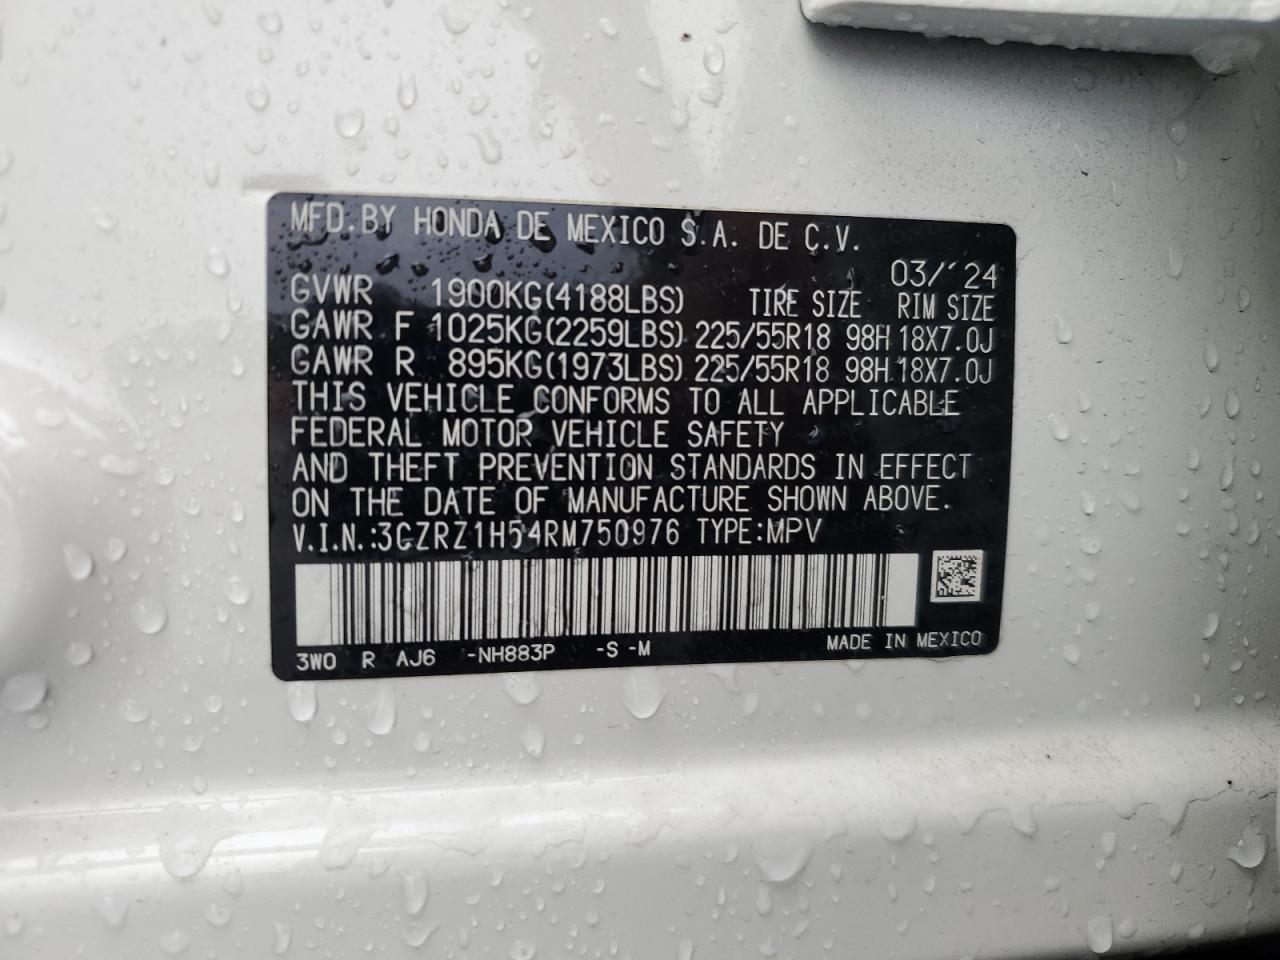 MFD. BY HONDA DE MEXICO S.A. DE C.V.
03/'24
GVWR 1900KG(4188LBS) TIRE SIZE RIM SIZE
GAWR F 1025KG(2259LBS) 225/55R18 98H 18X7.0J
GAWR R 895KG(1973LBS) 225/55R18 98H 18X7.0J
THIS VEHICLE CONFORMS TO ALL APPLICABLE
FEDERAL MOTOR VEHICLE SAFETY
AND THEFT PREVENTION STANDARDS IN EFFECT
ON THE DATE OF MANUFACTURE SHOWN ABOVE.
V.I.N.:3CZRZ1H54RM750976 TYPE:MPV
3W0 R AJ6 -NH883P -S -M MADE IN MEXICO